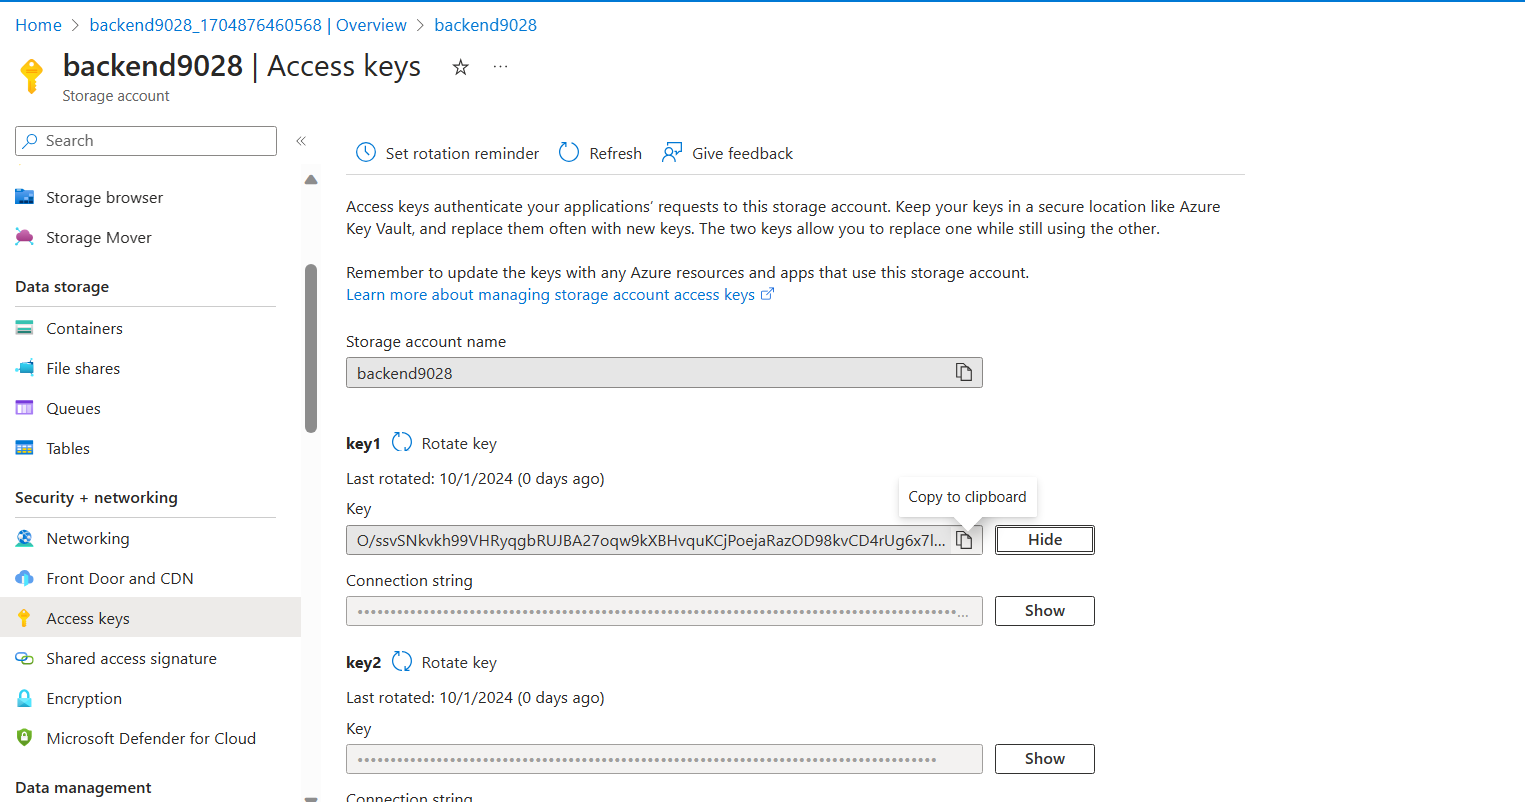 Home > backend9028_1704876460568 | Overview > backend9028
backend9028 | Access keys
Storage account
Search
Storage browser
Storage Mover
Data storage
Containers
File shares
Queues
Tables
Security + networking
Networking
Front Door and CDN
Access keys
Shared access signature
Encryption
Microsoft Defender for Cloud
Data management
Set rotation reminder
Refresh
Give feedback
Access keys authenticate your applications’ requests to this storage account. Keep your keys in a secure location like Azure
Key Vault, and replace them often with new keys. The two keys allow you to replace one while still using the other.
Remember to update the keys with any Azure resources and apps that use this storage account.
Learn more about managing storage account access keys
Storage account name
backend9028
key1 Rotate key
Last rotated: 10/1/2024 (0 days ago)
Copy to clipboard
Key
O/ssvSNkvkh99VHRyqgbRUJBA27oqw9kXBHvquKCjPoejaRazOD98kvCD4rUg6x7l...
Hide
Connection string
Show
key2 Rotate key
Last rotated: 10/1/2024 (0 days ago)
Key
Show
Connection string